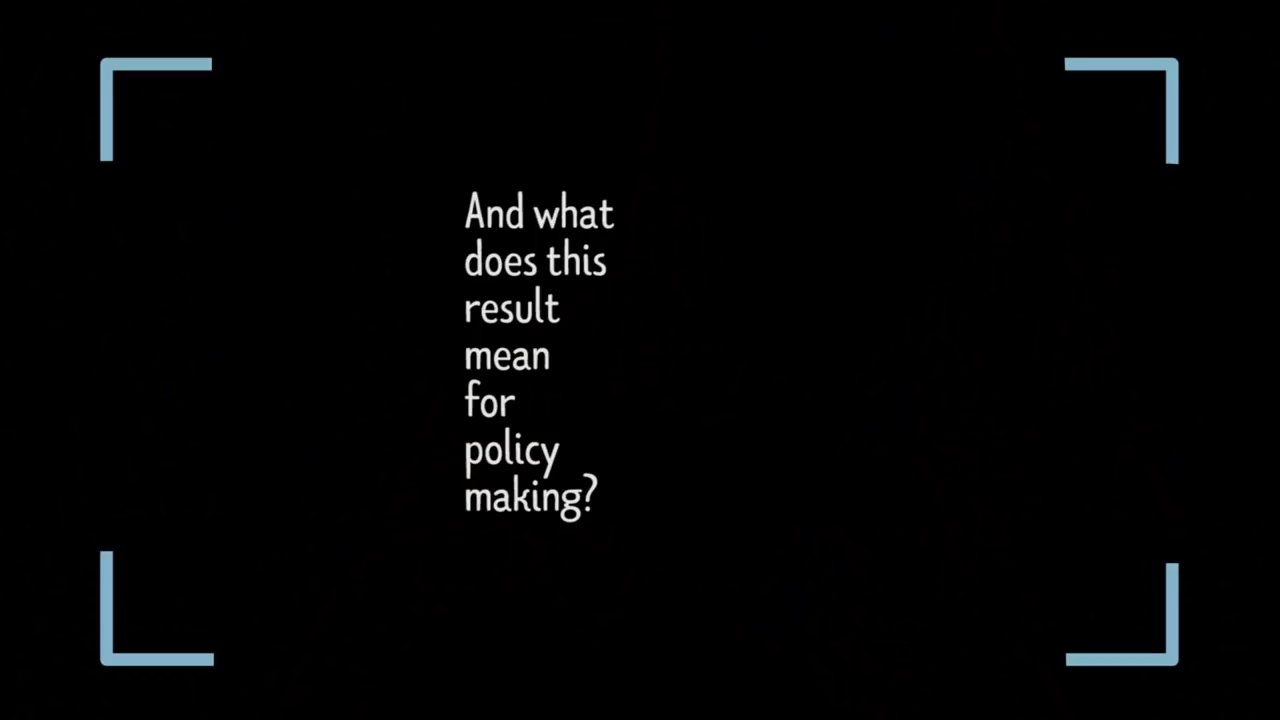 And what
does this
result
mean
for
policy
making?